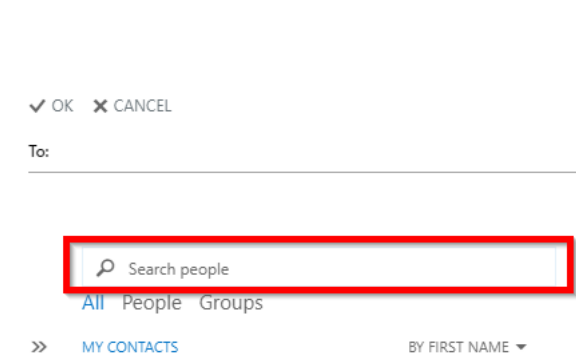 OK CANCEL
To:
Search people
All People Groups
MY CONTACTS BY FIRST NAME